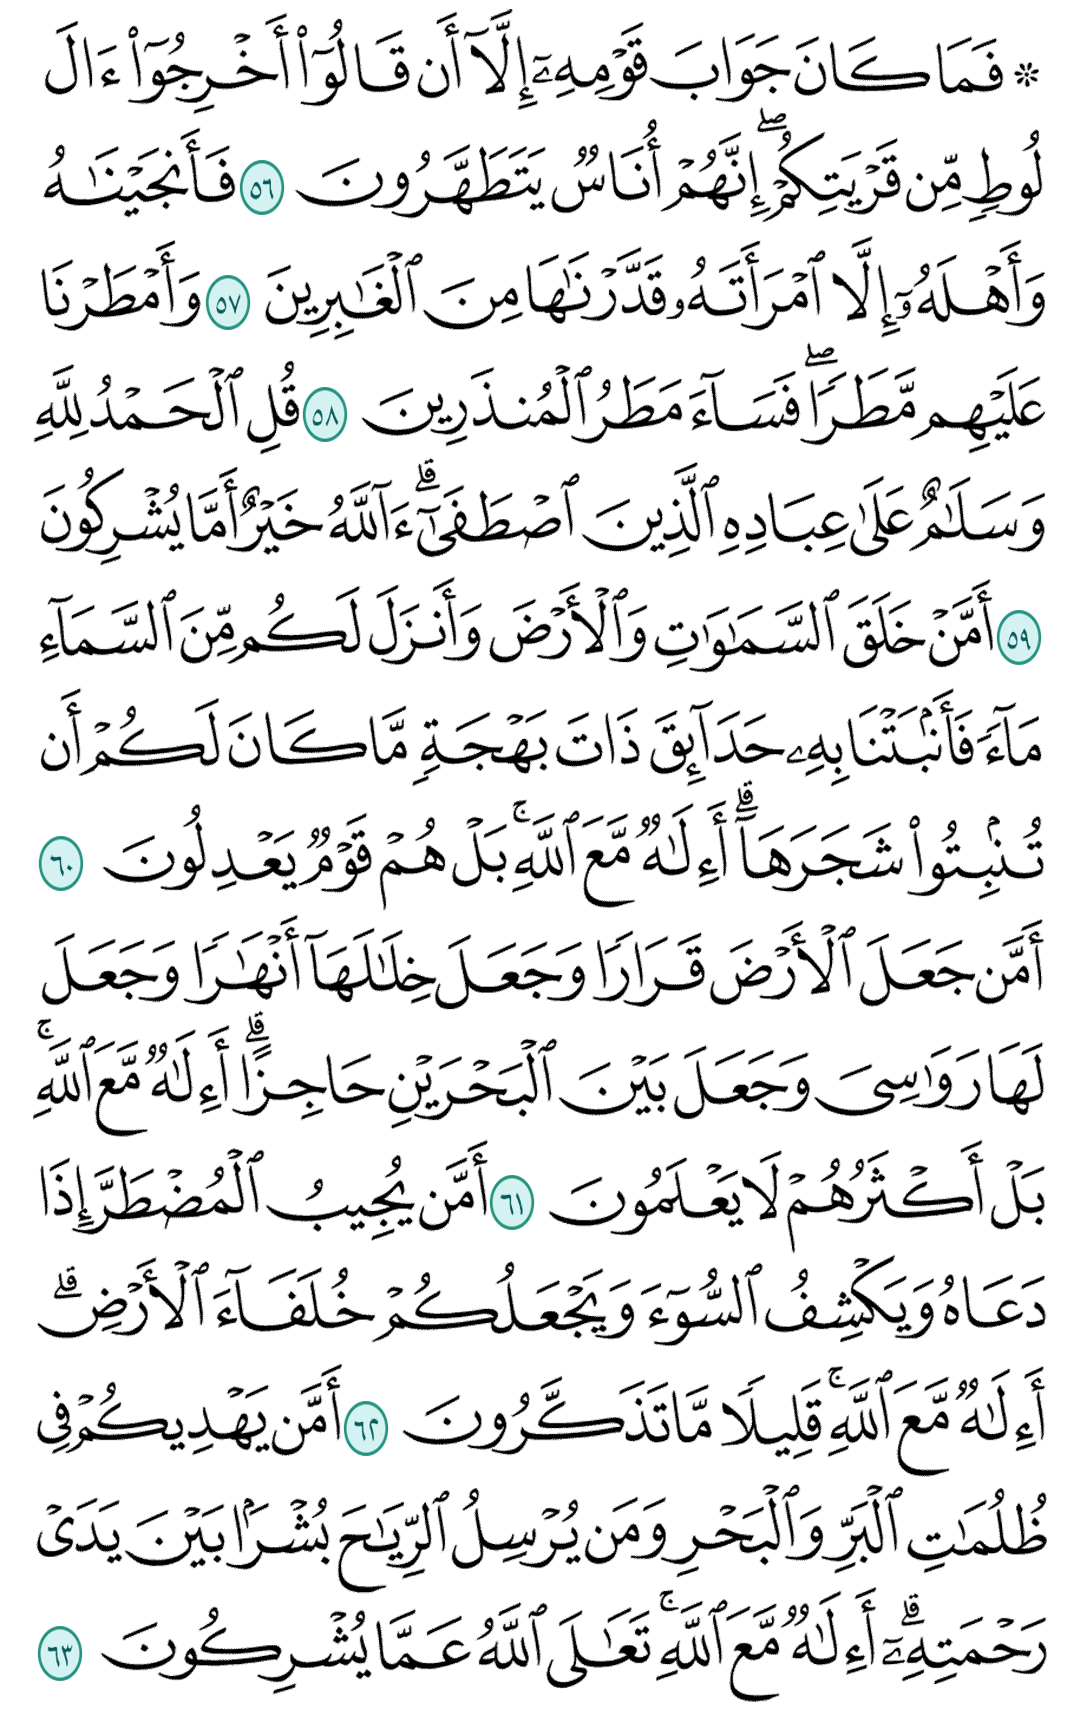 ۞ فَمَا كَانَ جَوَابَ قَوْمِهِۦٓ إِلَّآ أَن قَالُوٓا۟ أَخْرِجُوٓا۟ ءَالَ
لُوطٍ مِّن قَرْيَتِكُمْ ۖ إِنَّهُمْ أُنَاسٌ يَتَطَهَّرُونَ ٥٦ فَأَنجَيْنَـٰهُ
وَأَهْلَهُۥٓ إِلَّا ٱمْرَأَتَهُۥ قَدَّرْنَـٰهَا مِنَ ٱلْغَـٰبِرِينَ ٥٧ وَأَمْطَرْنَا
عَلَيْهِم مَّطَرًا ۖ فَسَآءَ مَطَرُ ٱلْمُنذَرِينَ ٥٨ قُلِ ٱلْحَمْدُ لِلَّهِ
وَسَلَـٰمٌ عَلَىٰ عِبَادِهِ ٱلَّذِينَ ٱصْطَفَىٰٓ ۗ ءَآللَّهُ خَيْرٌ أَمَّا يُشْرِكُونَ
٥٩ أَمَّنْ خَلَقَ ٱلسَّمَـٰوَٰتِ وَٱلْأَرْضَ وَأَنزَلَ لَكُم مِّنَ ٱلسَّمَآءِ
مَآءً فَأَنۢبَتْنَا بِهِۦ حَدَآئِقَ ذَاتَ بَهْجَةٍ مَّا كَانَ لَكُمْ أَن
تُنۢبِتُوا۟ شَجَرَهَآ ۗ أَءِلَـٰهٌ مَّعَ ٱللَّهِ ۚ بَلْ هُمْ قَوْمٌ يَعْدِلُونَ ٦٠
أَمَّن جَعَلَ ٱلْأَرْضَ قَرَارًا وَجَعَلَ خِلَـٰلَهَآ أَنْهَـٰرًا وَجَعَلَ
لَهَا رَوَٰسِىَ وَجَعَلَ بَيْنَ ٱلْبَحْرَيْنِ حَاجِزًا ۗ أَءِلَـٰهٌ مَّعَ ٱللَّهِ ۚ
بَلْ أَكْثَرُهُمْ لَا يَعْلَمُونَ ٦١ أَمَّن يُجِيبُ ٱلْمُضْطَرَّ إِذَا
دَعَاهُ وَيَكْشِفُ ٱلسُّوٓءَ وَيَجْعَلُكُمْ خُلَفَآءَ ٱلْأَرْضِ ۗ
أَءِلَـٰهٌ مَّعَ ٱللَّهِ ۚ قَلِيلًا مَّا تَذَكَّرُونَ ٦٢ أَمَّن يَهْدِيكُمْ فِى
ظُلُمَـٰتِ ٱلْبَرِّ وَٱلْبَحْرِ وَمَن يُرْسِلُ ٱلرِّيَـٰحَ بُشْرًۢا بَيْنَ يَدَىْ
رَحْمَتِهِۦٓ ۗ أَءِلَـٰهٌ مَّعَ ٱللَّهِ ۚ تَعَـٰلَى ٱللَّهُ عَمَّا يُشْرِكُونَ ٦٣